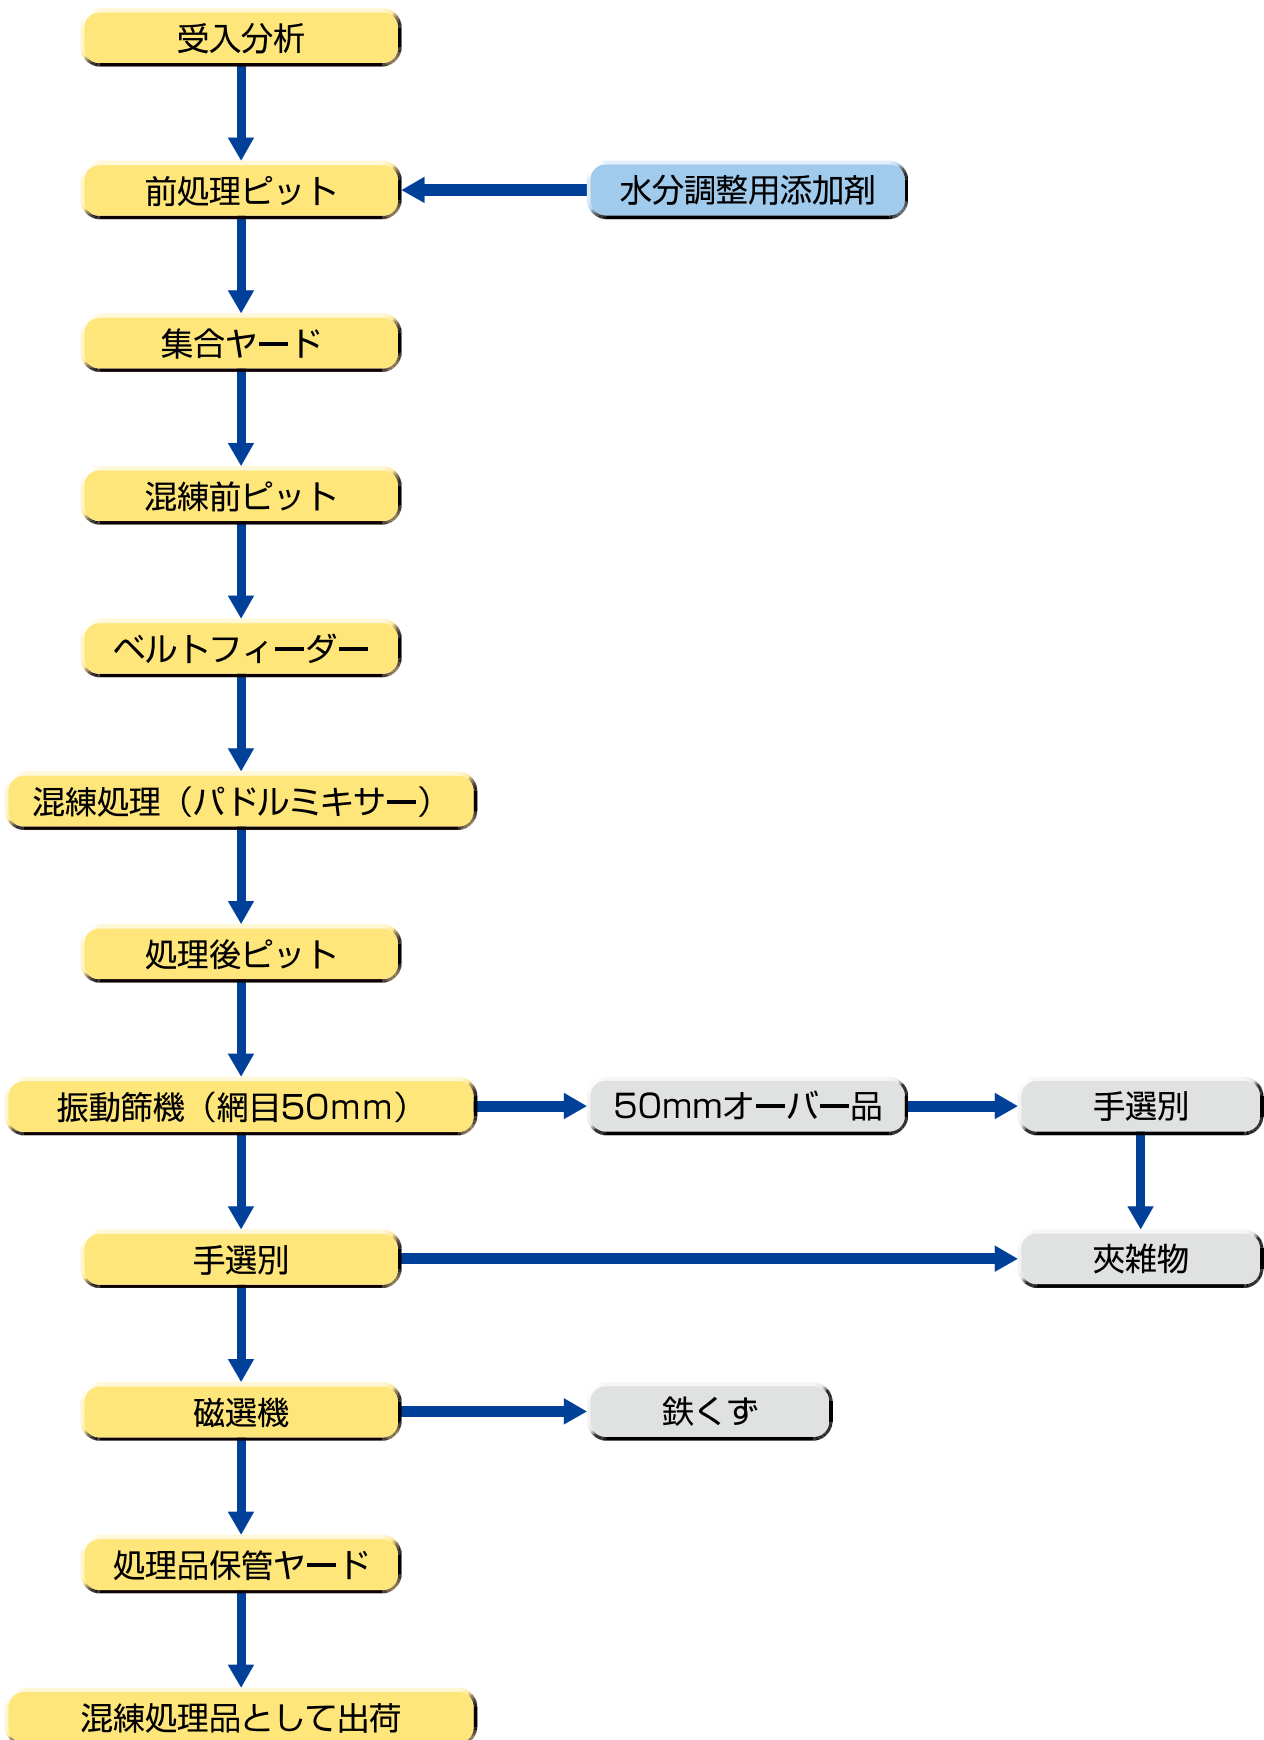 受入分析
前処理ピット
水分調整用添加剤
集合ヤード
混練前ピット
ベルトフィーダー
混練処理（パドルミキサー）
処理後ピット
振動篩機（網目50mm）
50mmオーバー品
手選別
手選別
夾雑物
磁選機
鉄くず
処理品保管ヤード
混練処理品として出荷